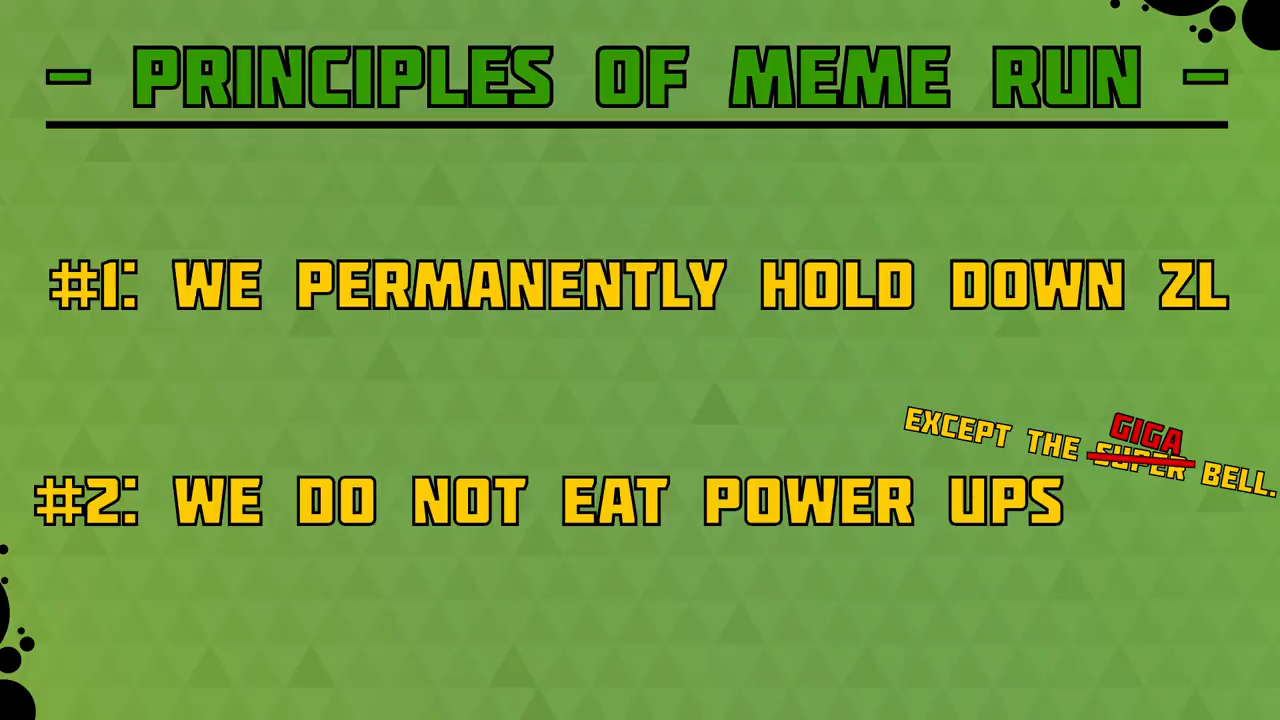 - PRINCIPLES OF MEME RUN -
#1: WE PERMANENTLY HOLD DOWN ZL
GIGA
EXCEPT THE SUPER BELL.
#2: WE DO NOT EAT POWER UPS